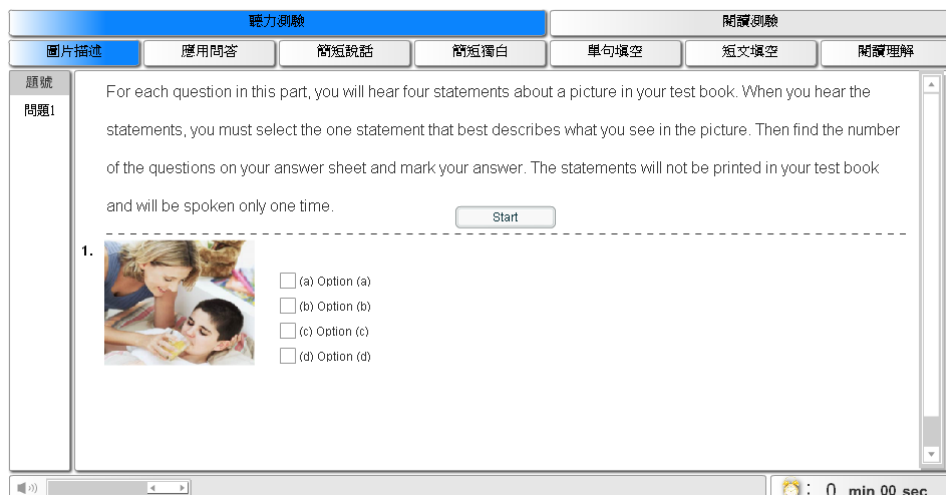 聽力測驗
閱讀測驗
圖片描述
應用問答
簡短說話
簡短獨白
單句填空
短文填空
閱讀理解
題號
問題1
For each question in this part, you will hear four statements about a picture in your test book. When you hear the
statements, you must select the one statement that best describes what you see in the picture. Then find the number
of the questions on your answer sheet and mark your answer. The statements will not be printed in your test book
and will be spoken only one time.
Start
1.
(a) Option (a)
(b) Option (b)
(c) Option (c)
(d) Option (d)
: 0 min 00 sec